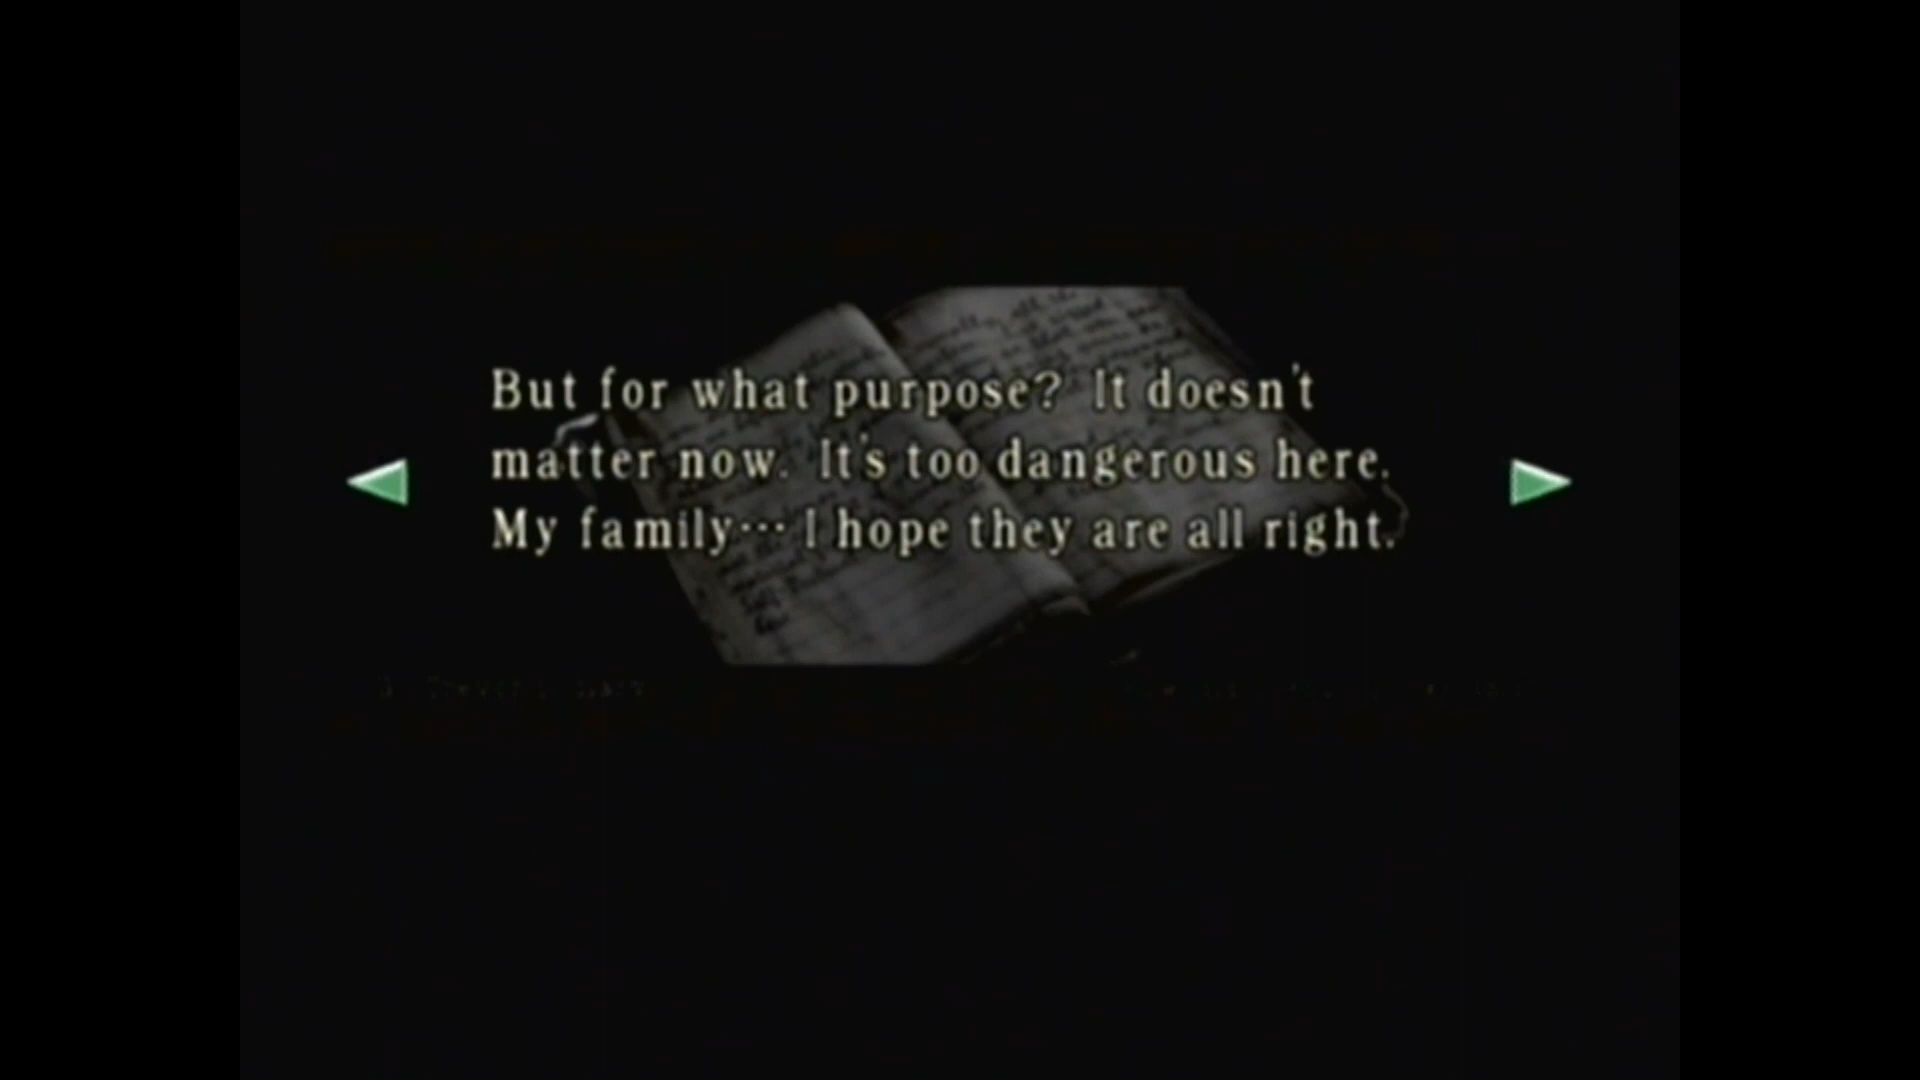 But for what purpose? It doesn't
matter now. It's too dangerous here.
My family… I hope they are all right.